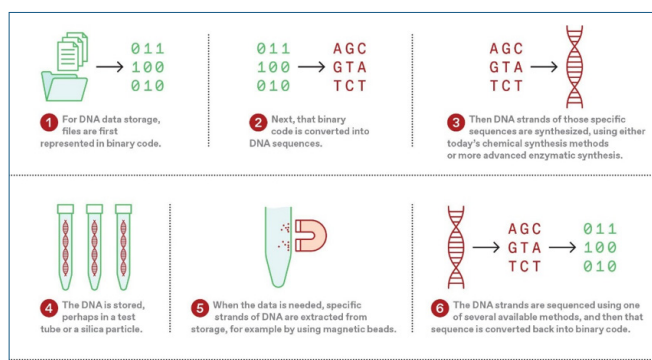 011
100
010
1 For DNA data storage,
files are first
represented in binary code.
011 AGC
100 GTA
010 TCT
2 Next, that binary
code is converted into
DNA sequences.
AGC
GTA
TCT
3 Then DNA strands of those specific
sequences are synthesized, using either
today's chemical synthesis methods
or more advanced enzymatic synthesis.
4 The DNA is stored,
perhaps in a test
tube or a silica particle.
5 When the data is needed, specific
strands of DNA are extracted from
storage, for example by using magnetic beads.
AGC 011
GTA 100
TCT 010
6 The DNA strands are sequenced using one
of several available methods, and then that
sequence is converted back into binary code.